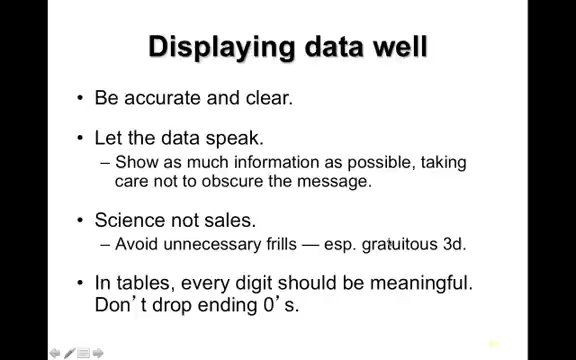 Displaying data well
• Be accurate and clear.
• Let the data speak.
– Show as much information as possible, taking
care not to obscure the message.
• Science not sales.
– Avoid unnecessary frills — esp. gratuitous 3d.
• In tables, every digit should be meaningful.
Don't drop ending 0's.